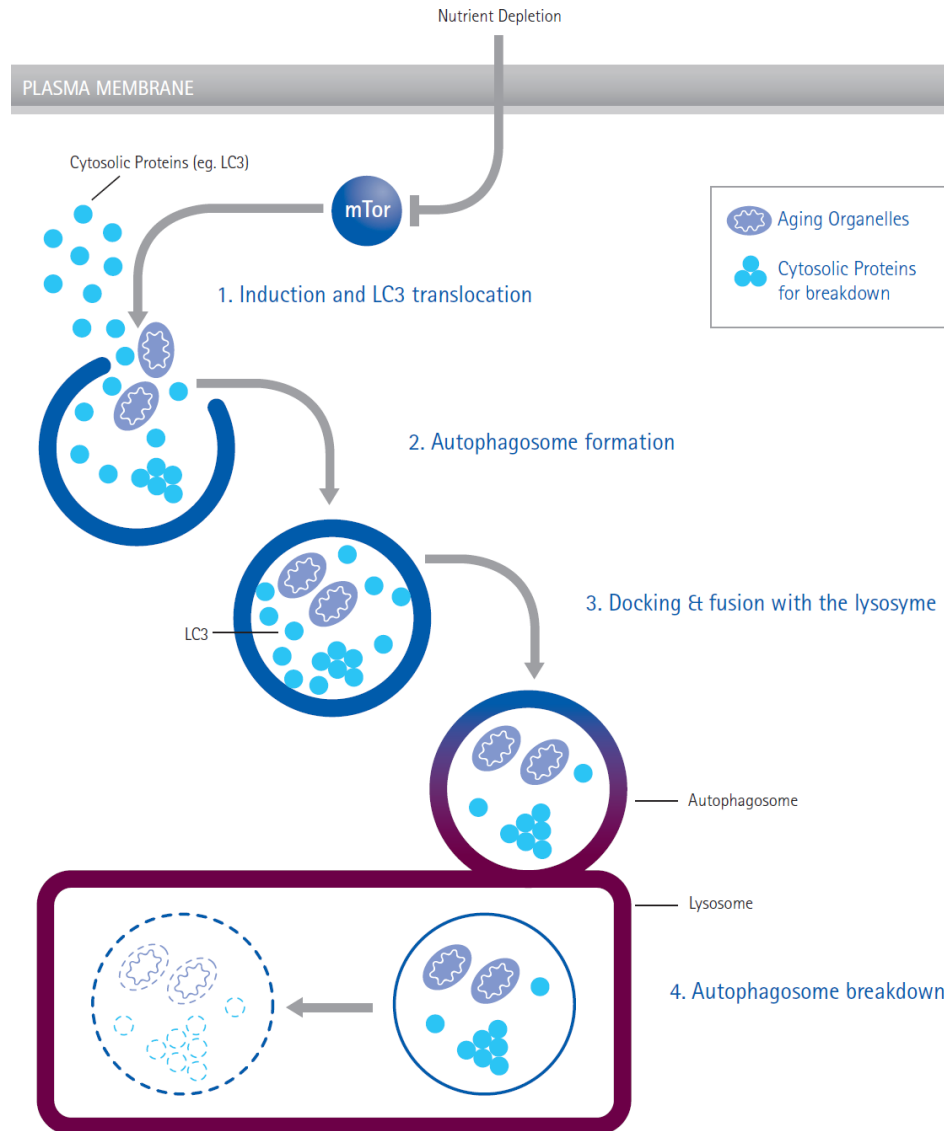 Nutrient Depletion
PLASMA MEMBRANE
Cytosolic Proteins (eg. LC3)
mTor
Aging Organelles
Cytosolic Proteins
for breakdown
1. Induction and LC3 translocation
2. Autophagosome formation
3. Docking & fusion with the lysosyme
LC3
Autophagosome
Lysosome
4. Autophagosome breakdown